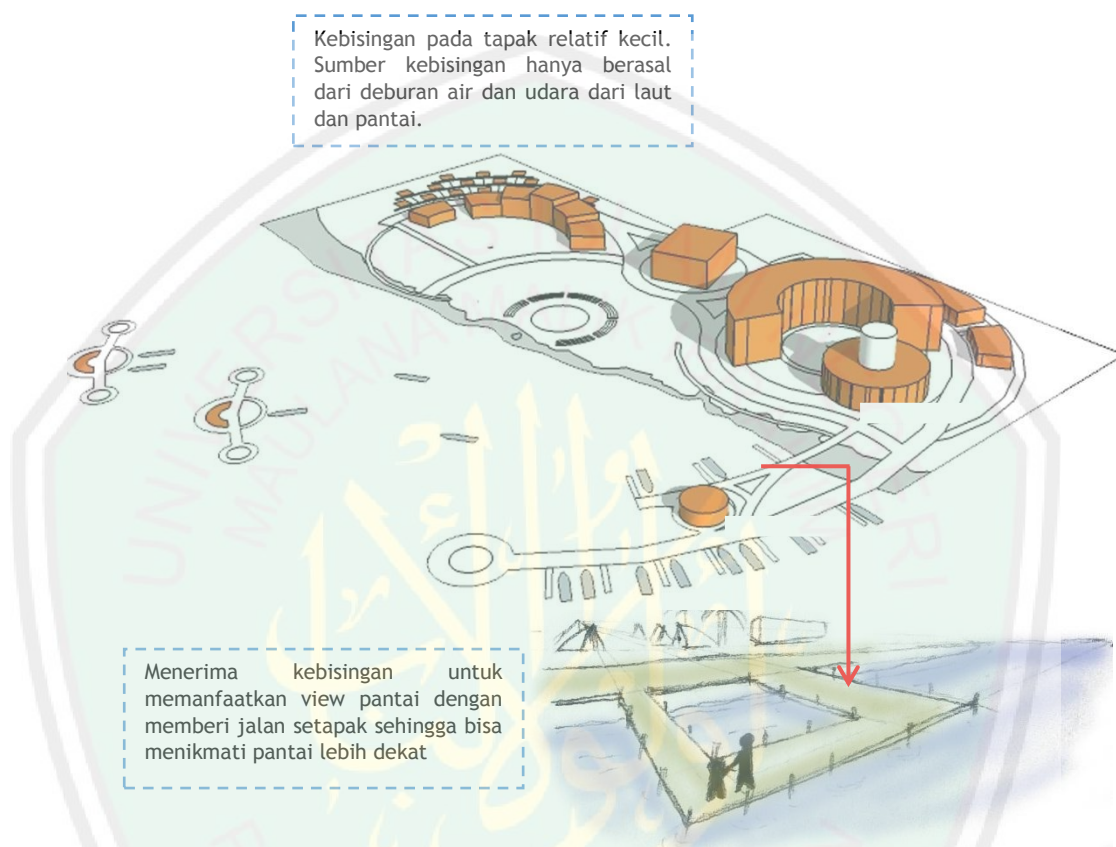 Kebisingan pada tapak relatif kecil.
Sumber kebisingan hanya berasal
dari deburan air dan udara dari laut
dan pantai.
Menerima kebisingan untuk
memanfaatkan view pantai dengan
memberi jalan setapak sehingga bisa
menikmati pantai lebih dekat